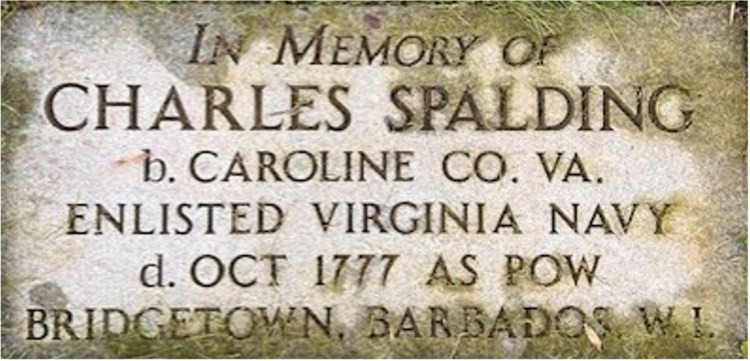 IN MEMORY OF
CHARLES SPALDING
b. CAROLINE CO. VA.
ENLISTED VIRGINIA NAVY
d. OCT 1777 AS POW
BRIDGETOWN, BARBADOS, W.I.